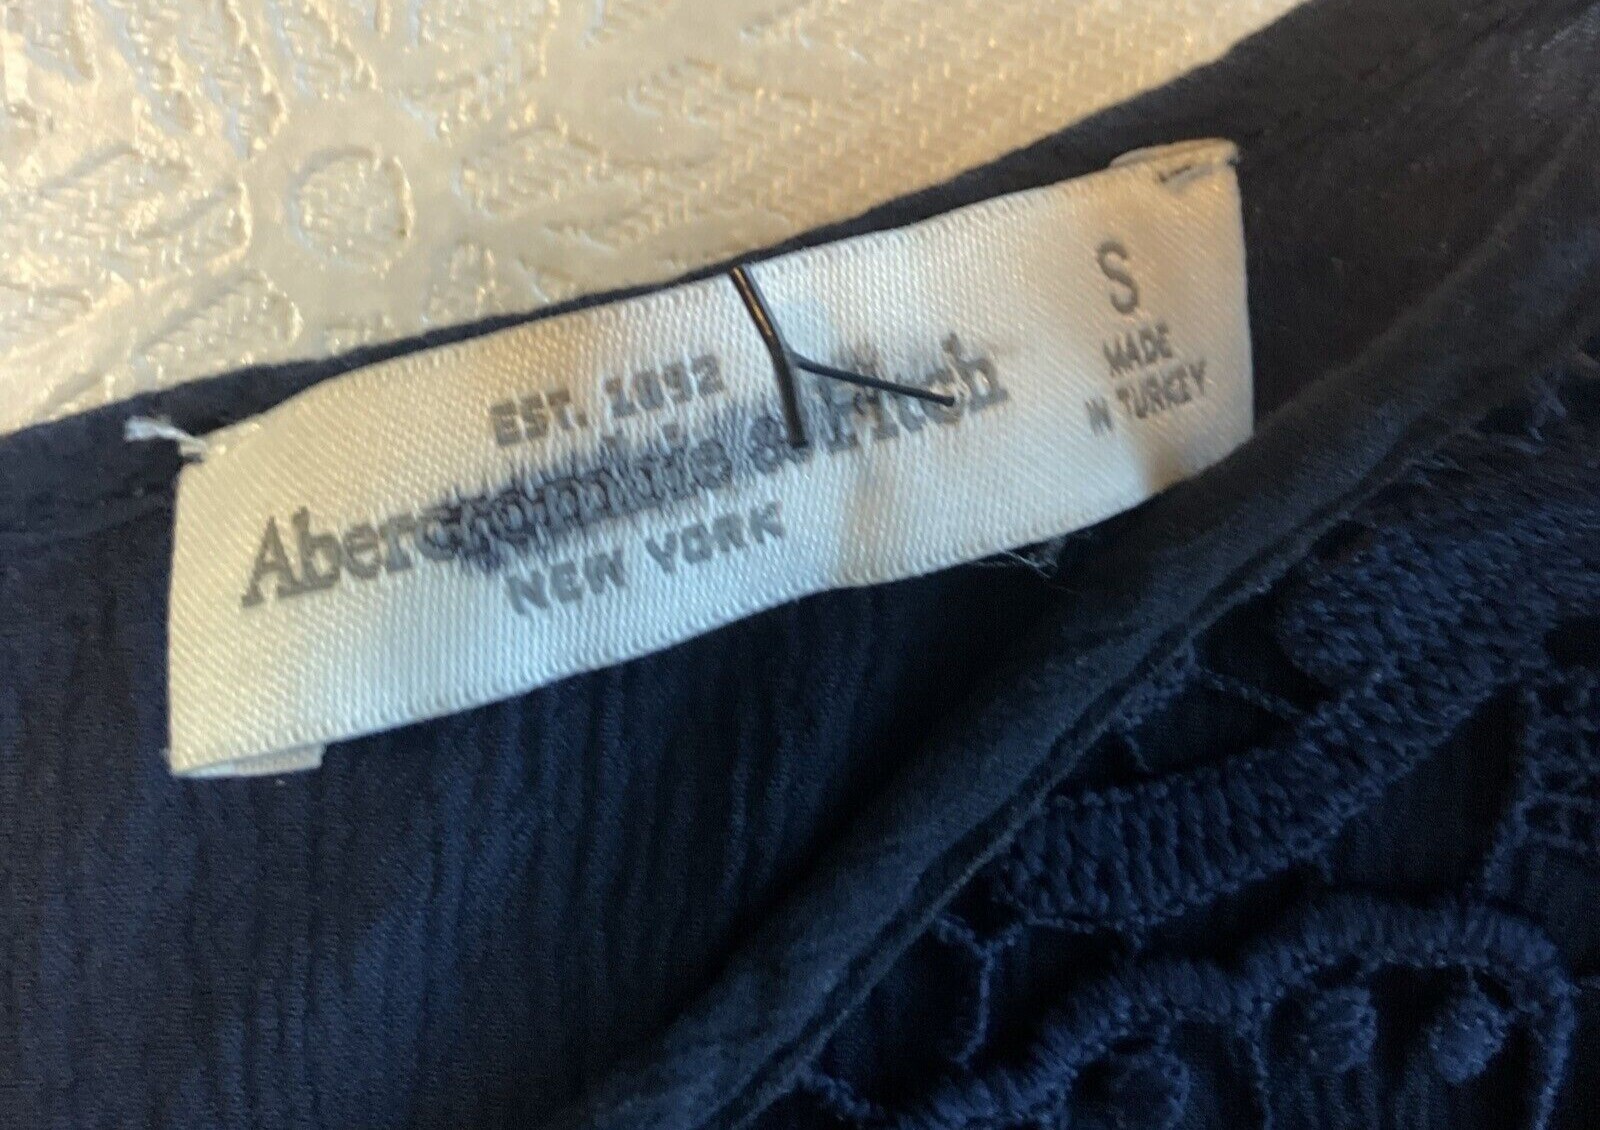 EST. 1892
Abercrombie & Fitch
NEW YORK
S
MADE
IN TURKEY